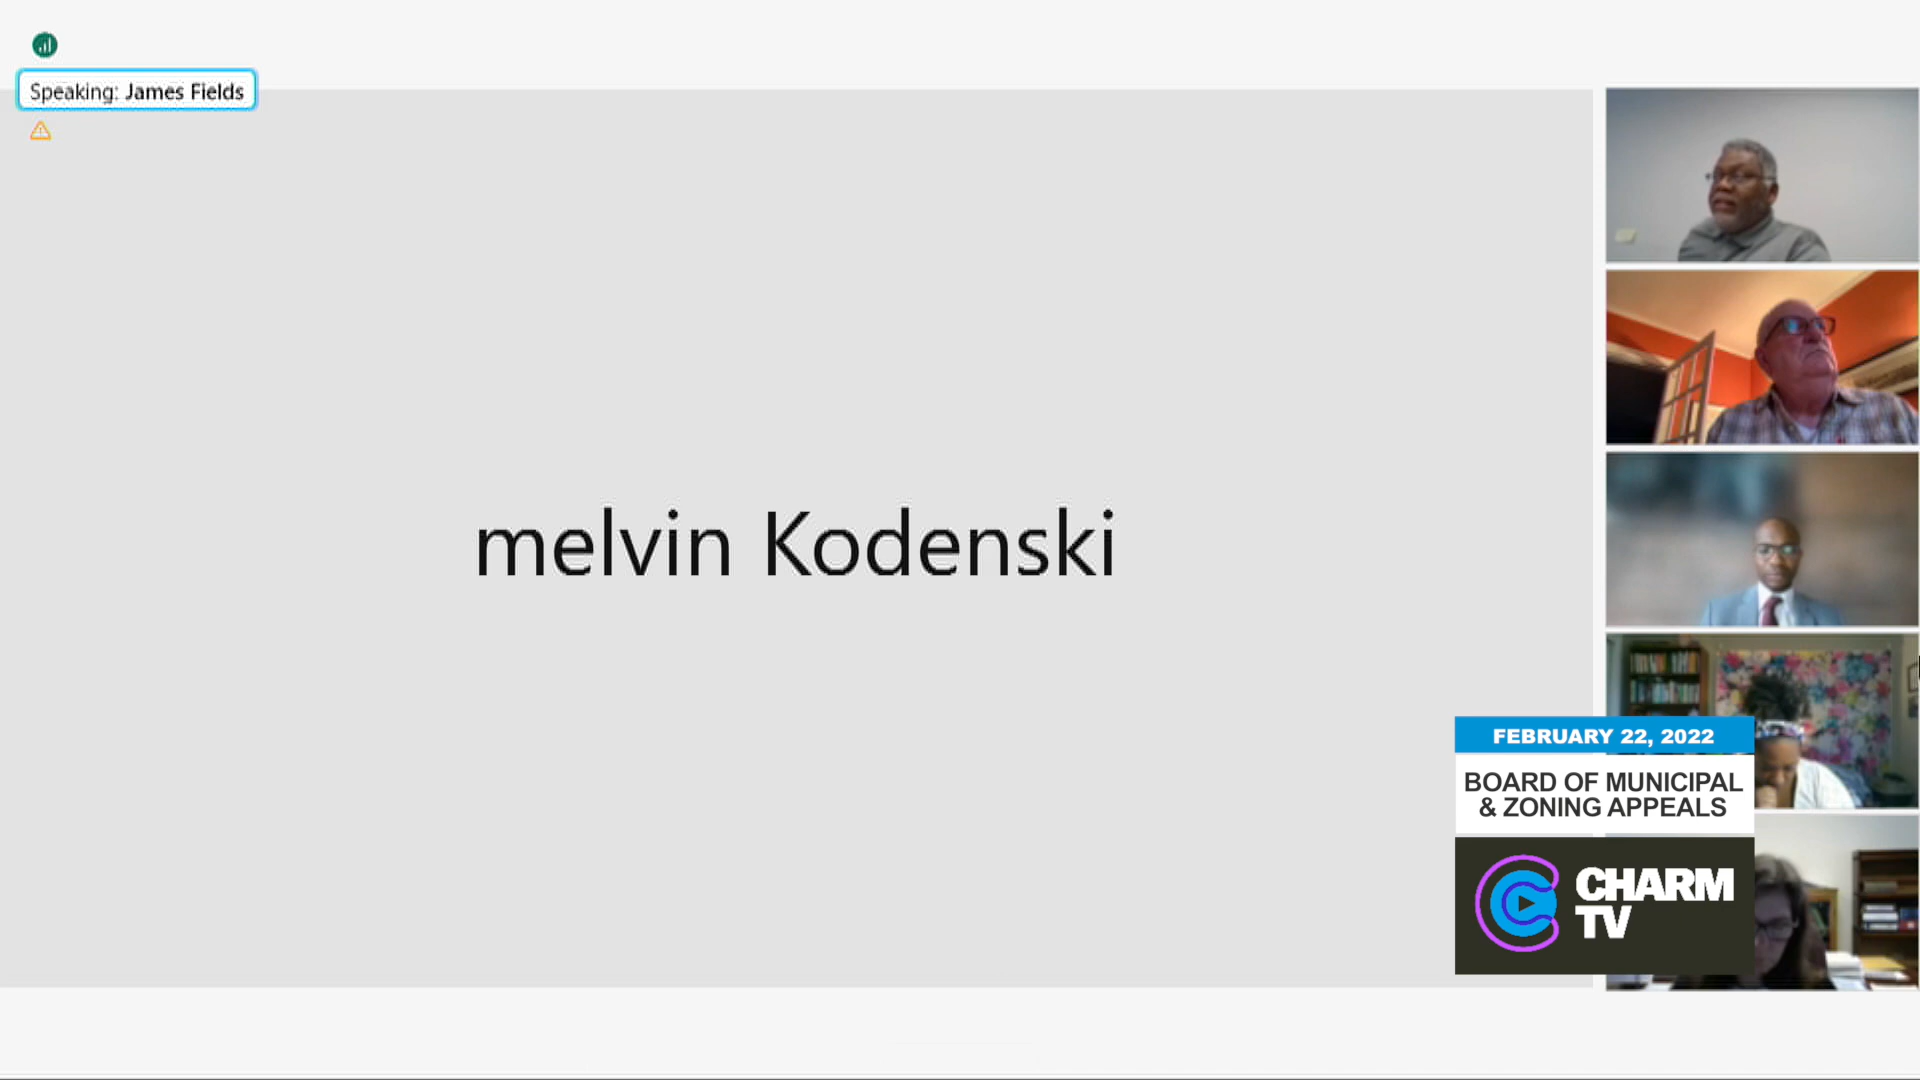 Speaking: James Fields
melvin Kodenski
FEBRUARY 22, 2022
BOARD OF MUNICIPAL
& ZONING APPEALS
CHARM
TV